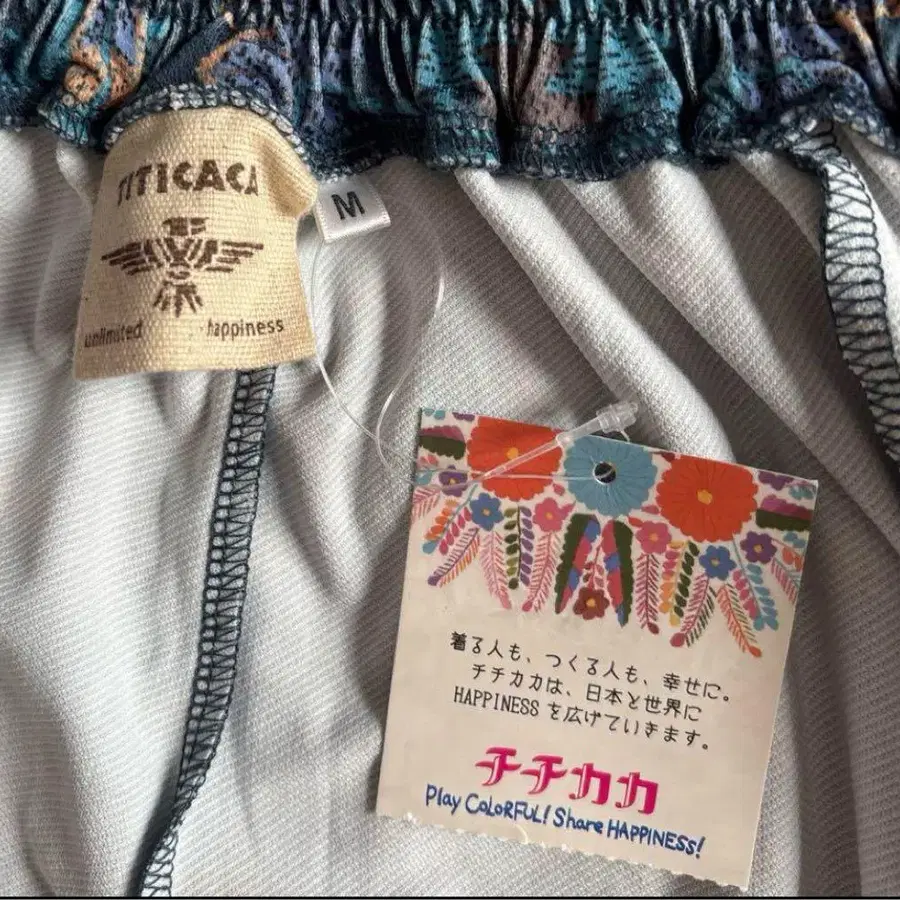 TITICACA
unlimited happiness
M
着る人も、つくる人も、幸せに。
チチカカは、日本と世界に
HAPPINESS を広げていきます。
チチカカ
Play COLORFUL! Share HAPPINESS!